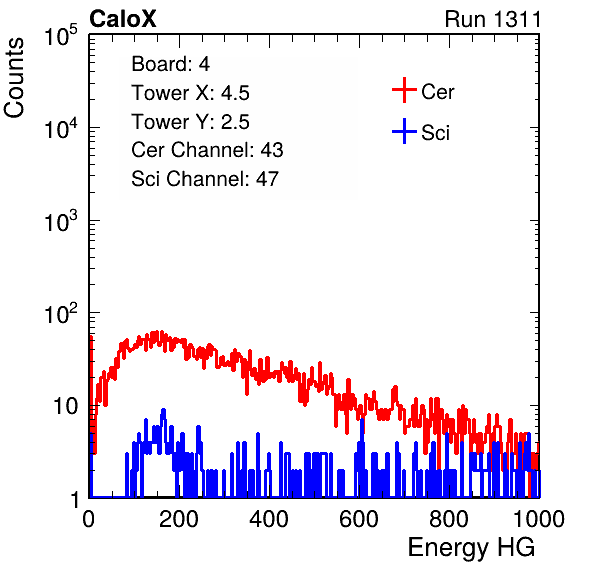 CaloX Run 1311
Counts
Board: 4
Tower X: 4.5
Tower Y: 2.5
Cer Channel: 43
Sci Channel: 47
Cer
Sci
10^5
10^4
10^3
10^2
10
1
0 200 400 600 800 1000
Energy HG